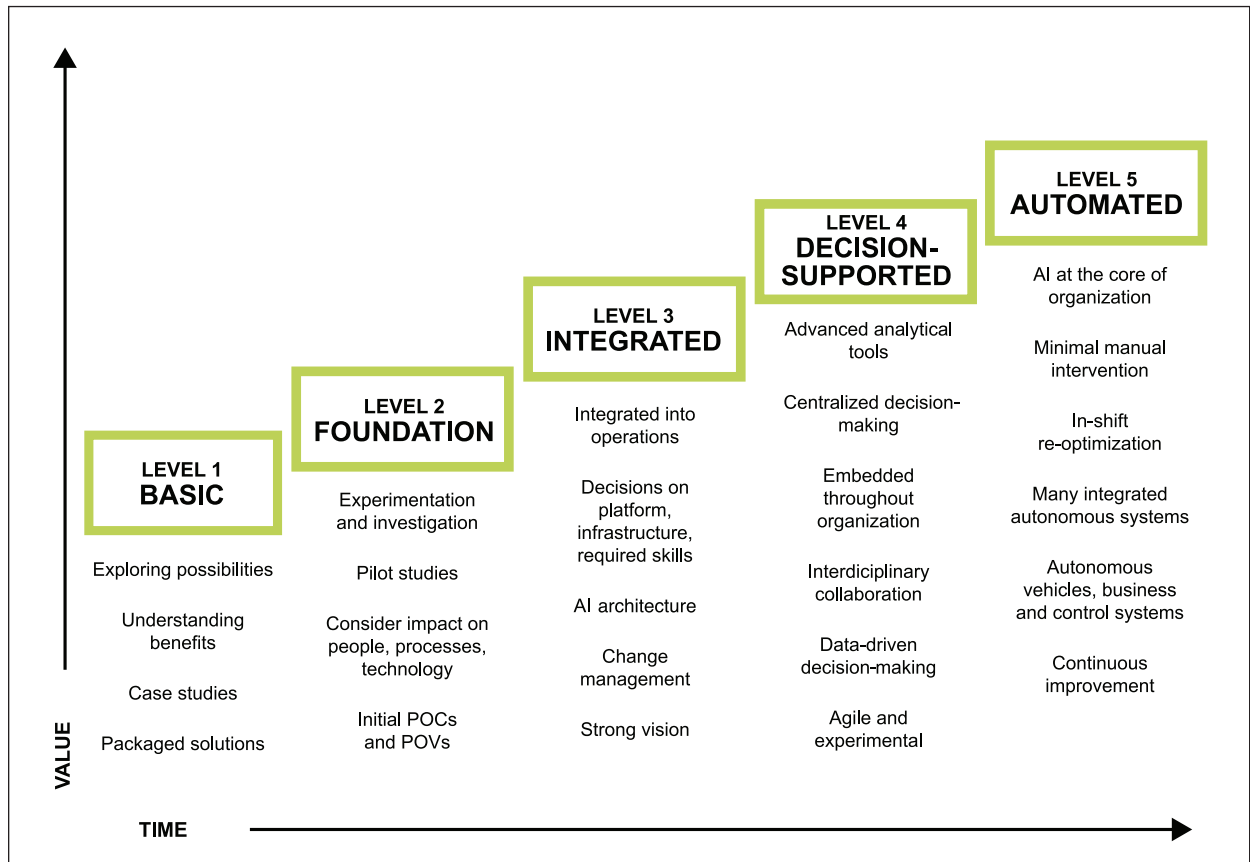 VALUE
TIME
LEVEL 1
BASIC
Exploring possibilities
Understanding
benefits
Case studies
Packaged solutions
LEVEL 2
FOUNDATION
Experimentation
and investigation
Pilot studies
Consider impact on
people, processes,
technology
Initial POCs
and POVs
LEVEL 3
INTEGRATED
Integrated into
operations
Decisions on
platform,
infrastructure,
required skills
AI architecture
Change
management
Strong vision
LEVEL 4
DECISION-
SUPPORTED
Advanced analytical
tools
Centralized decision-
making
Embedded
throughout
organization
Interdiciplinary
collaboration
Data-driven
decision-making
Agile and
experimental
LEVEL 5
AUTOMATED
AI at the core of
organization
Minimal manual
intervention
In-shift
re-optimization
Many integrated
autonomous systems
Autonomous
vehicles, business
and control systems
Continuous
improvement